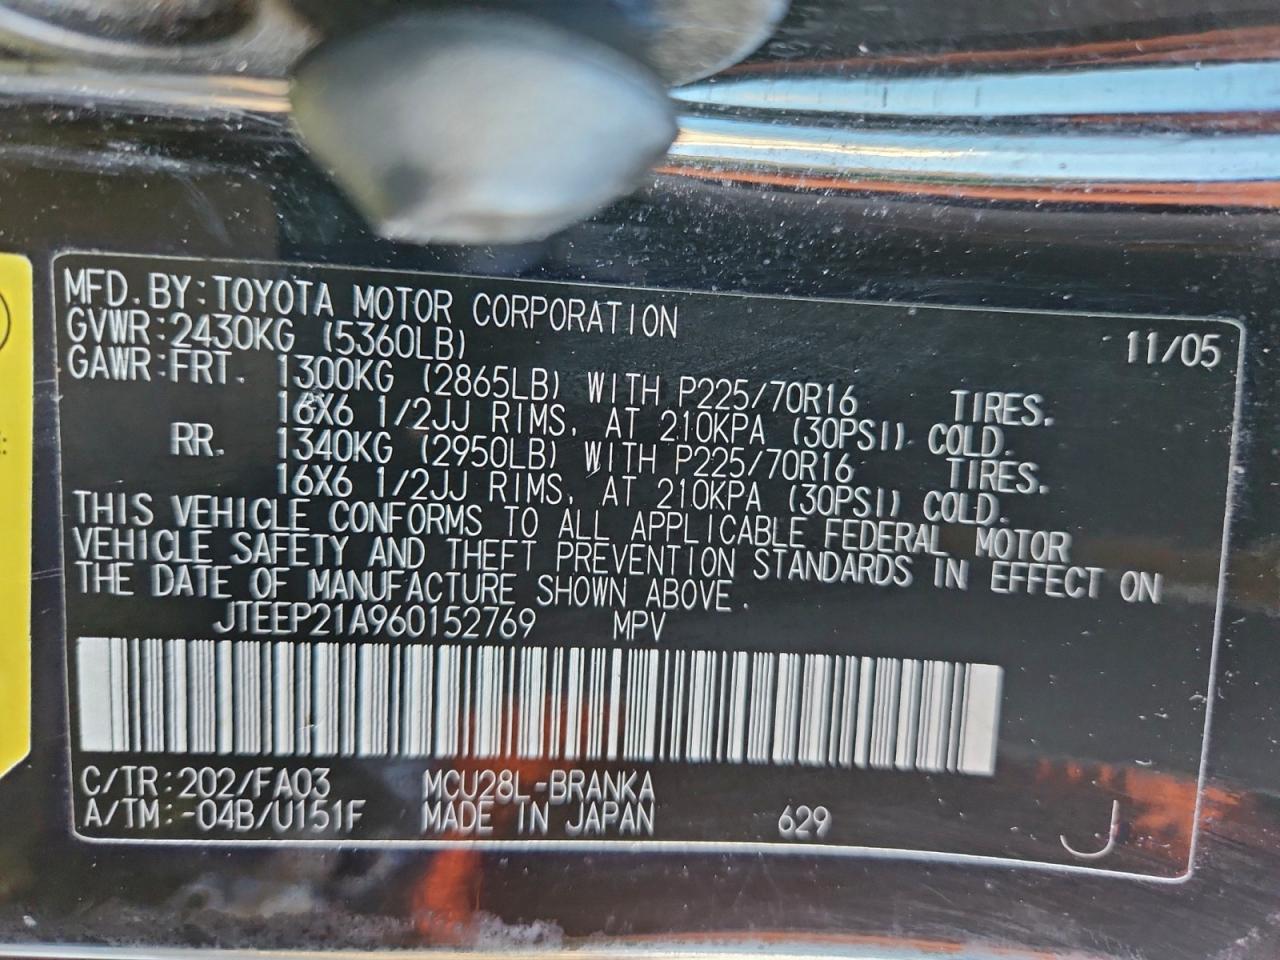 MFD. BY: TOYOTA MOTOR CORPORATION 11/05
GVWR: 2430KG (5360LB)
GAWR: FRT. 1300KG (2865LB) WITH P225/70R16 TIRES.
16X6 1/2JJ RIMS, AT 210KPA (30PSI) COLD.
RR. 1340KG (2950LB) WITH P225/70R16 TIRES.
16X6 1/2JJ RIMS, AT 210KPA (30PSI) COLD.
THIS VEHICLE CONFORMS TO ALL APPLICABLE FEDERAL MOTOR
VEHICLE SAFETY AND THEFT PREVENTION STANDARDS IN EFFECT ON
THE DATE OF MANUFACTURE SHOWN ABOVE.
JTEEP21A960152769 MPV
C/TR: 202/FA03 MCU28L-BRANKA
A/TM: -04B/U151F MADE IN JAPAN 629 J